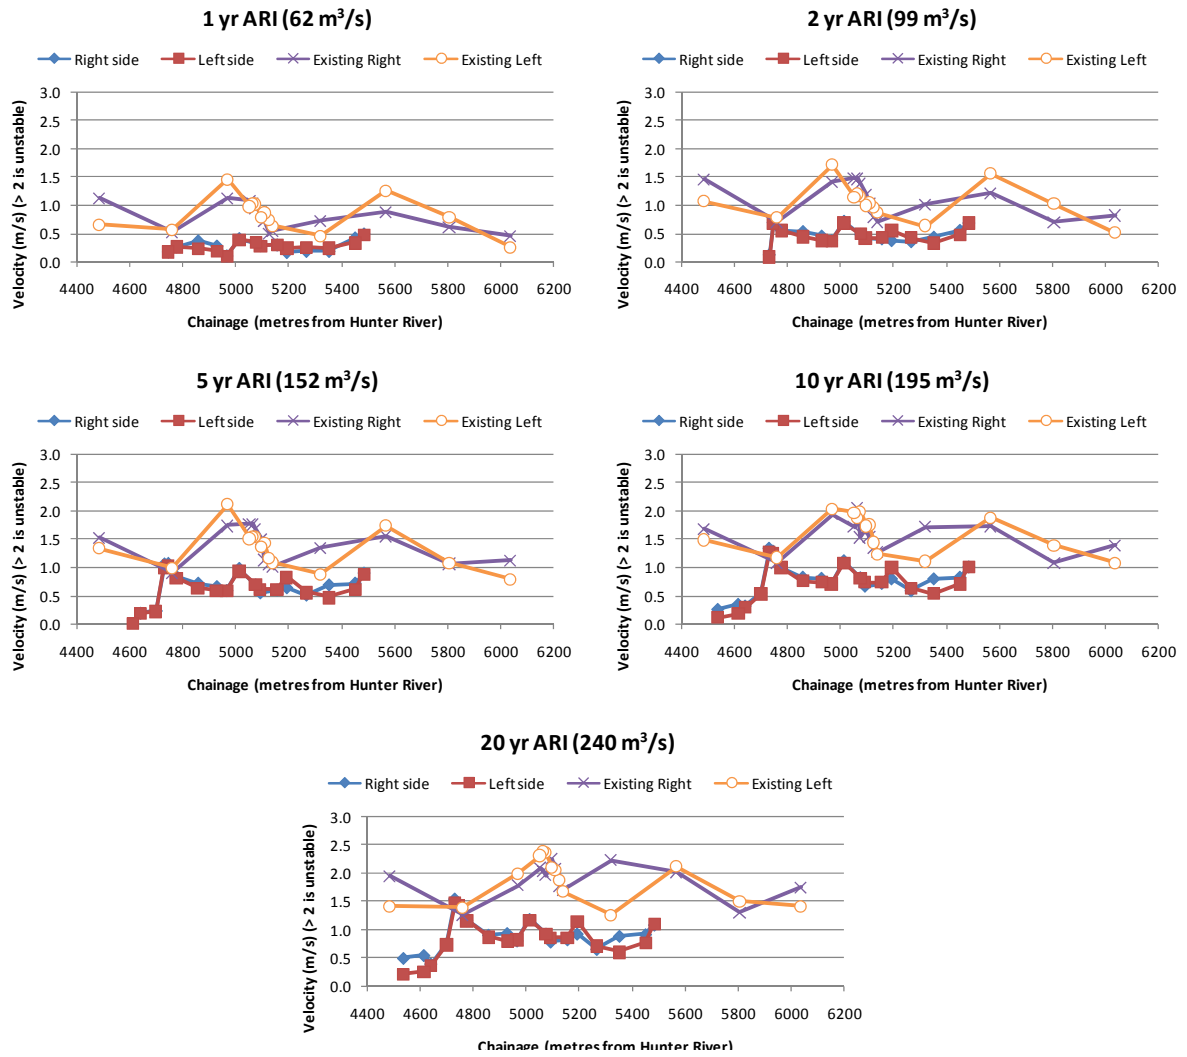 1 yr ARI (62 m³/s)
Right side Left side Existing Right Existing Left
Velocity (m/s) (> 2 is unstable)
3.0
2.5
2.0
1.5
1.0
0.5
0.0
4400 4600 4800 5000 5200 5400 5600 5800 6000 6200
Chainage (metres from Hunter River)
2 yr ARI (99 m³/s)
Right side Left side Existing Right Existing Left
Velocity (m/s) (> 2 is unstable)
3.0
2.5
2.0
1.5
1.0
0.5
0.0
4400 4600 4800 5000 5200 5400 5600 5800 6000 6200
Chainage (metres from Hunter River)
5 yr ARI (152 m³/s)
Right side Left side Existing Right Existing Left
Velocity (m/s) (> 2 is unstable)
3.0
2.5
2.0
1.5
1.0
0.5
0.0
4400 4600 4800 5000 5200 5400 5600 5800 6000 6200
Chainage (metres from Hunter River)
10 yr ARI (195 m³/s)
Right side Left side Existing Right Existing Left
Velocity (m/s) (> 2 is unstable)
3.0
2.5
2.0
1.5
1.0
0.5
0.0
4400 4600 4800 5000 5200 5400 5600 5800 6000 6200
Chainage (metres from Hunter River)
20 yr ARI (240 m³/s)
Right side Left side Existing Right Existing Left
Velocity (m/s) (> 2 is unstable)
3.0
2.5
2.0
1.5
1.0
0.5
0.0
4400 4600 4800 5000 5200 5400 5600 5800 6000 6200
Chainage (metres from Hunter River)